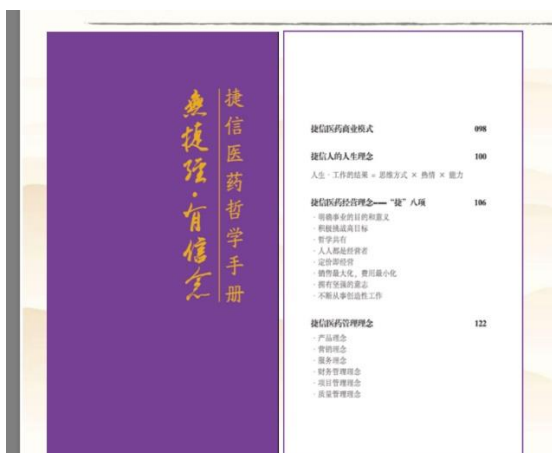 捷信医药哲学手册
無捷徑·有信念
捷信医药商业模式 098
捷信人的人生理念 100
人生·工作的结果 = 思维方式 × 热情 × 能力
捷信医药经营理念——“捷”八项 106
· 明确事业的目的和意义
· 积极挑战高目标
· 哲学共有
· 人人都是经营者
· 定价即经营
· 销售最大化，费用最小化
· 拥有坚强的意志
· 不断从事创造性工作
捷信医药管理理念 122
· 产品理念
· 营销理念
· 服务理念
· 财务管理理念
· 项目管理理念
· 质量管理理念